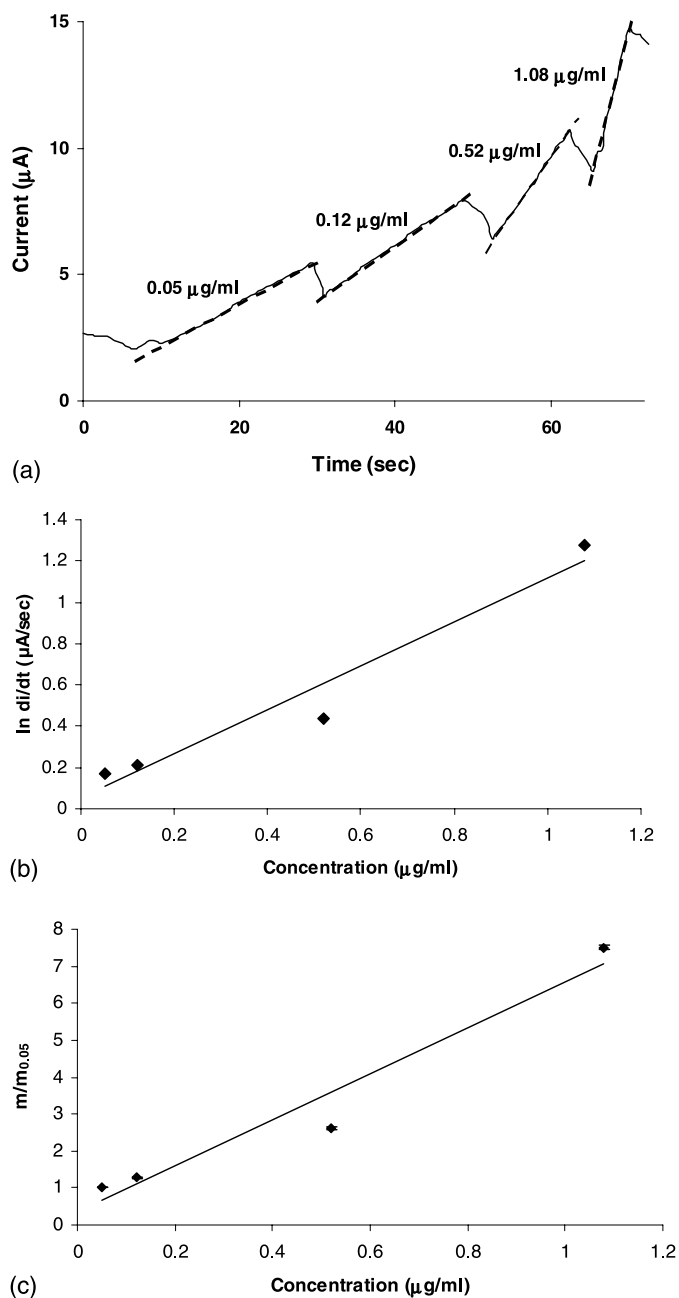 15
10
5
0
Current (μA)
0.05 μg/ml
0.12 μg/ml
0.52 μg/ml
1.08 μg/ml
0 20 40 60
Time (sec)
(a)
1.4
1.2
1
0.8
0.6
0.4
0.2
0
ln di/dt (μA/sec)
0 0.2 0.4 0.6 0.8 1 1.2
Concentration (μg/ml)
(b)
8
7
6
5
4
3
2
1
0
m/m0.05
0 0.2 0.4 0.6 0.8 1 1.2
Concentration (μg/ml)
(c)